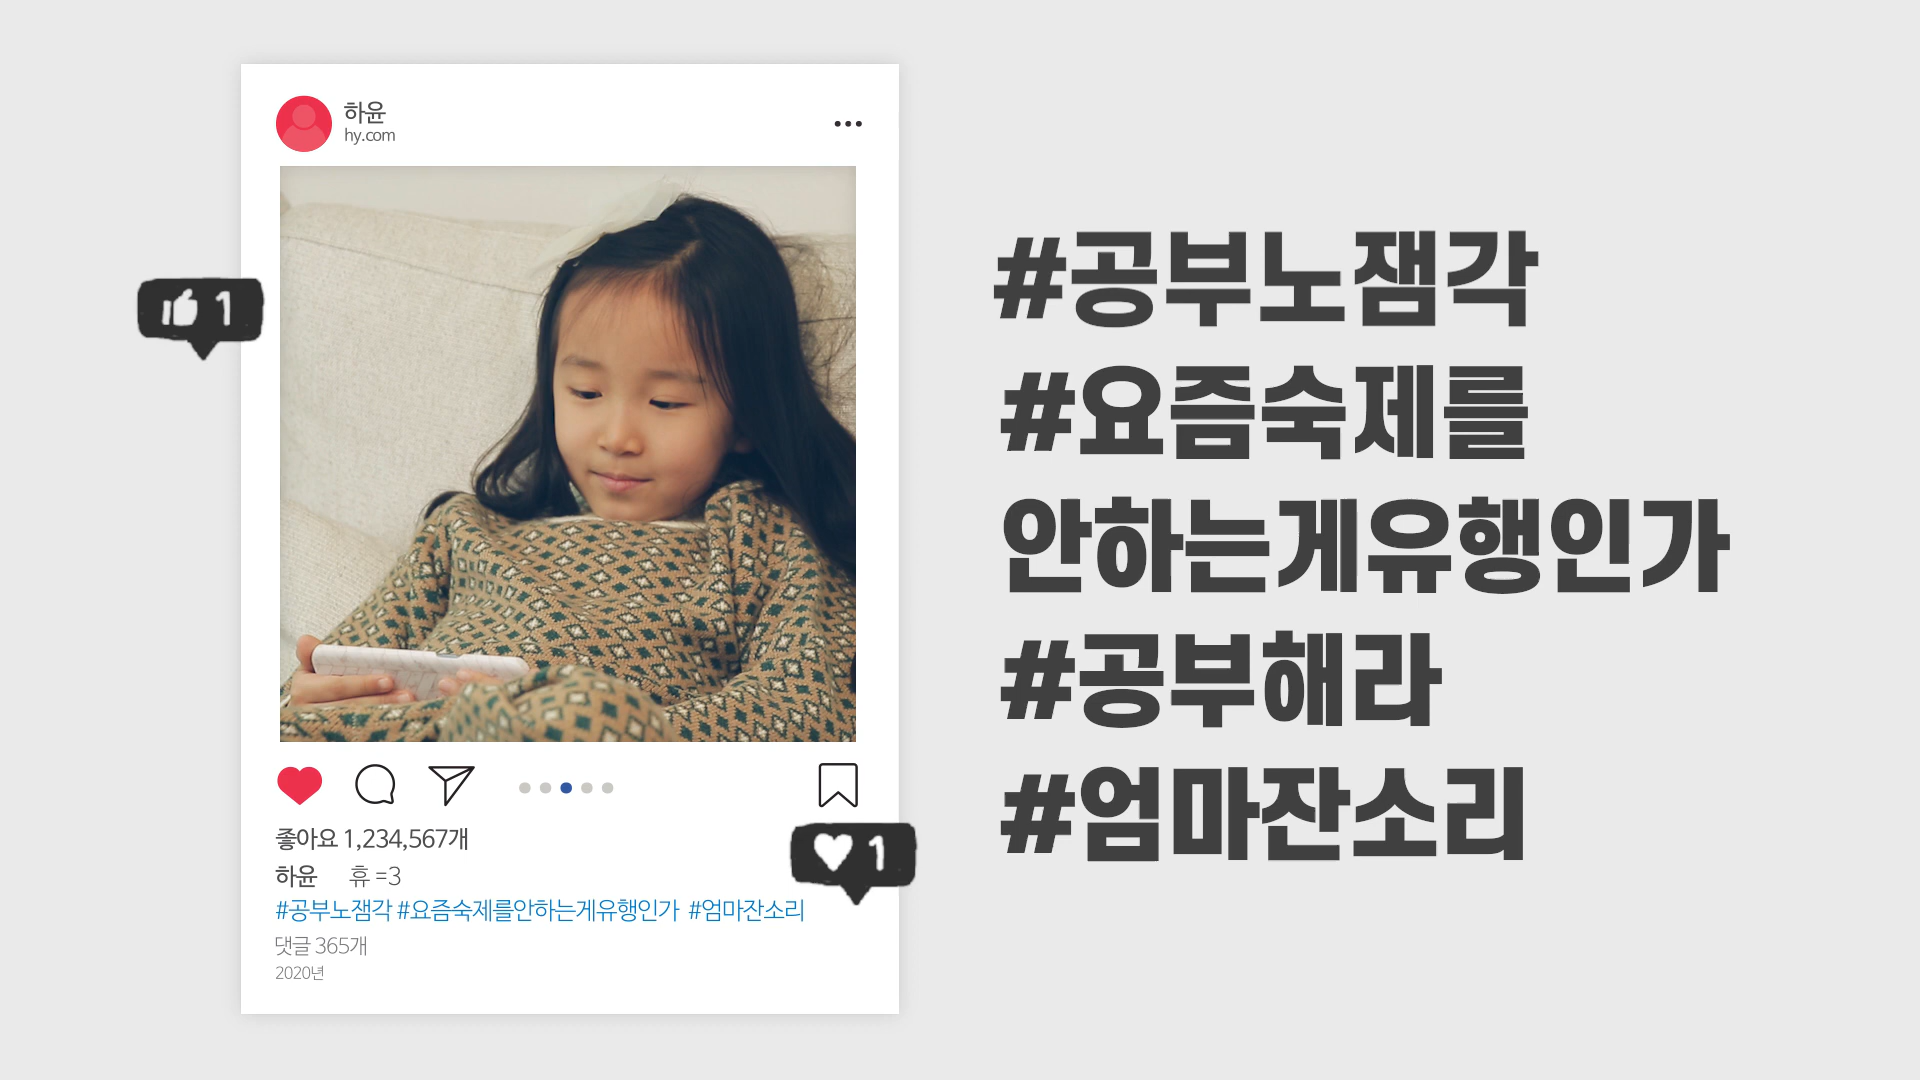 하윤
hy.com
1
좋아요 1,234,567개
하윤 휴 =3
#공부노잼각 #요즘숙제를안하는게유행인가 #엄마잔소리
댓글 365개
2020년
1
#공부노잼각
#요즘숙제를
안하는게유행인가
#공부해라
#엄마잔소리